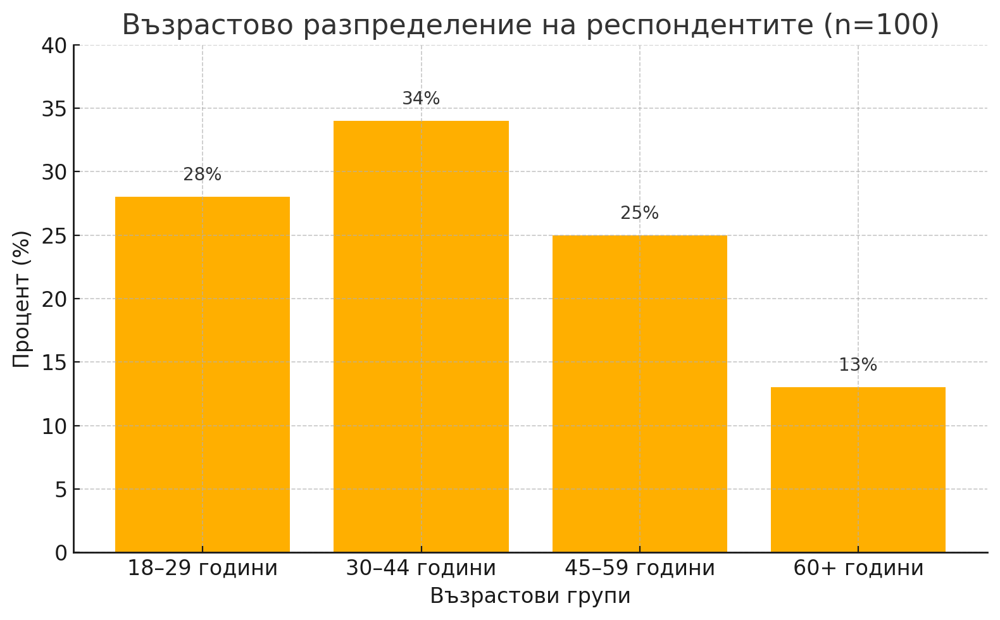 Възрастово разпределение на респондентите (n=100)
40
35
30
25
20
15
10
5
0
Процент (%)
28%
34%
25%
13%
18–29 години
30–44 години
45–59 години
60+ години
Възрастови групи